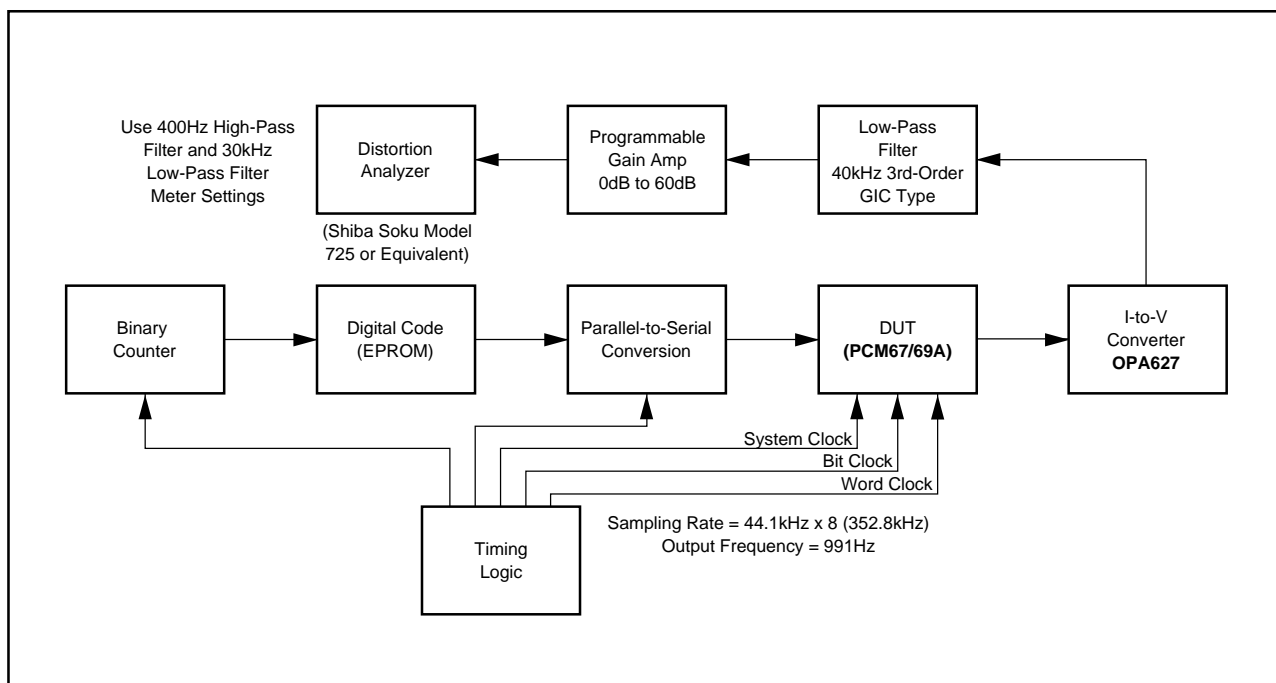 Use 400Hz High-Pass
Filter and 30kHz
Low-Pass Filter
Meter Settings
Distortion
Analyzer
(Shiba Soku Model
725 or Equivalent)
Programmable
Gain Amp
0dB to 60dB
Low-Pass
Filter
40kHz 3rd-Order
GIC Type
Binary
Counter
Digital Code
(EPROM)
Parallel-to-Serial
Conversion
DUT
(PCM67/69A)
I-to-V
Converter
OPA627
System Clock
Bit Clock
Word Clock
Timing
Logic
Sampling Rate = 44.1kHz x 8 (352.8kHz)
Output Frequency = 991Hz